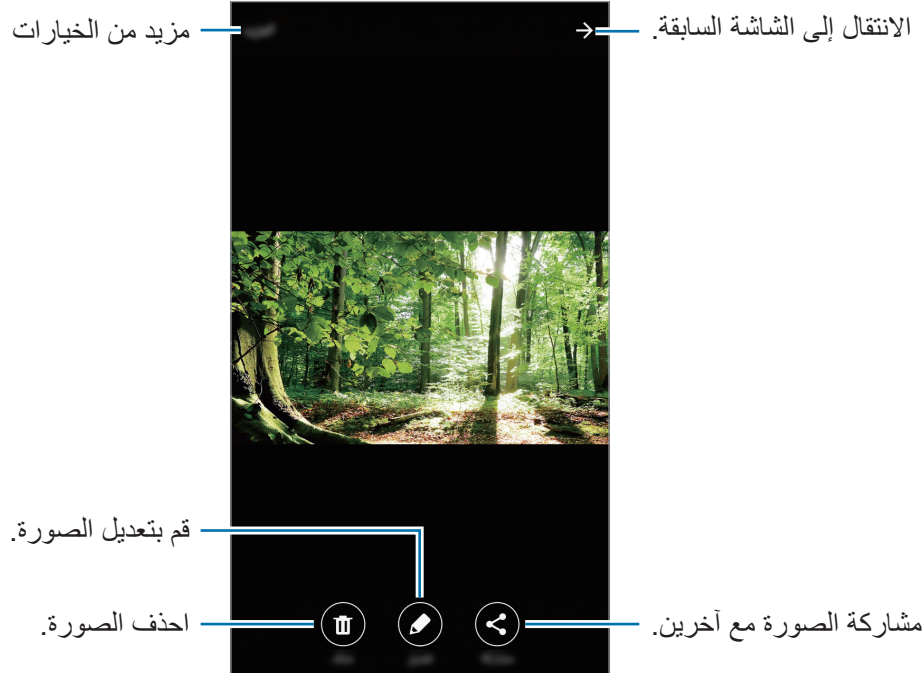 الانتقال إلى الشاشة السابقة.
مزيد من الخيارات
قم بتعديل الصورة.
مشاركة الصورة مع آخرين.
احذف الصورة.